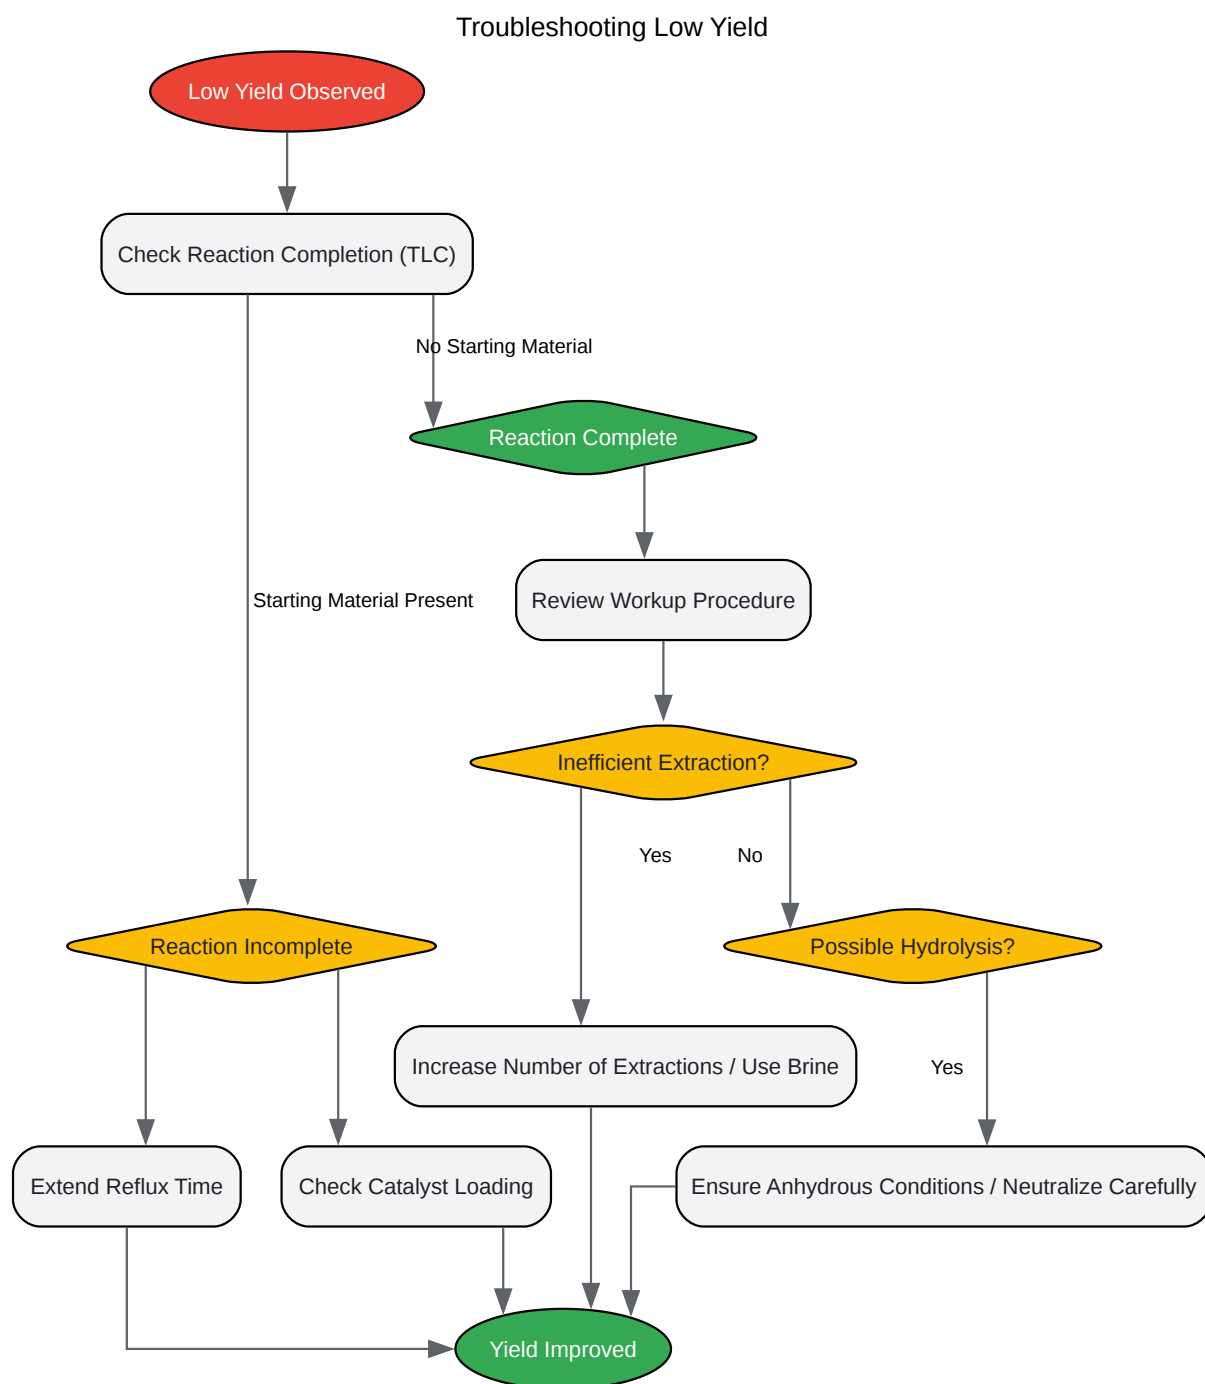 Troubleshooting Low Yield
Low Yield Observed
Check Reaction Completion (TLC)
No Starting Material
Reaction Complete
Starting Material Present
Review Workup Procedure
Inefficient Extraction?
Yes
No
Reaction Incomplete
Possible Hydrolysis?
Increase Number of Extractions / Use Brine
Yes
Extend Reflux Time
Check Catalyst Loading
Ensure Anhydrous Conditions / Neutralize Carefully
Yield Improved